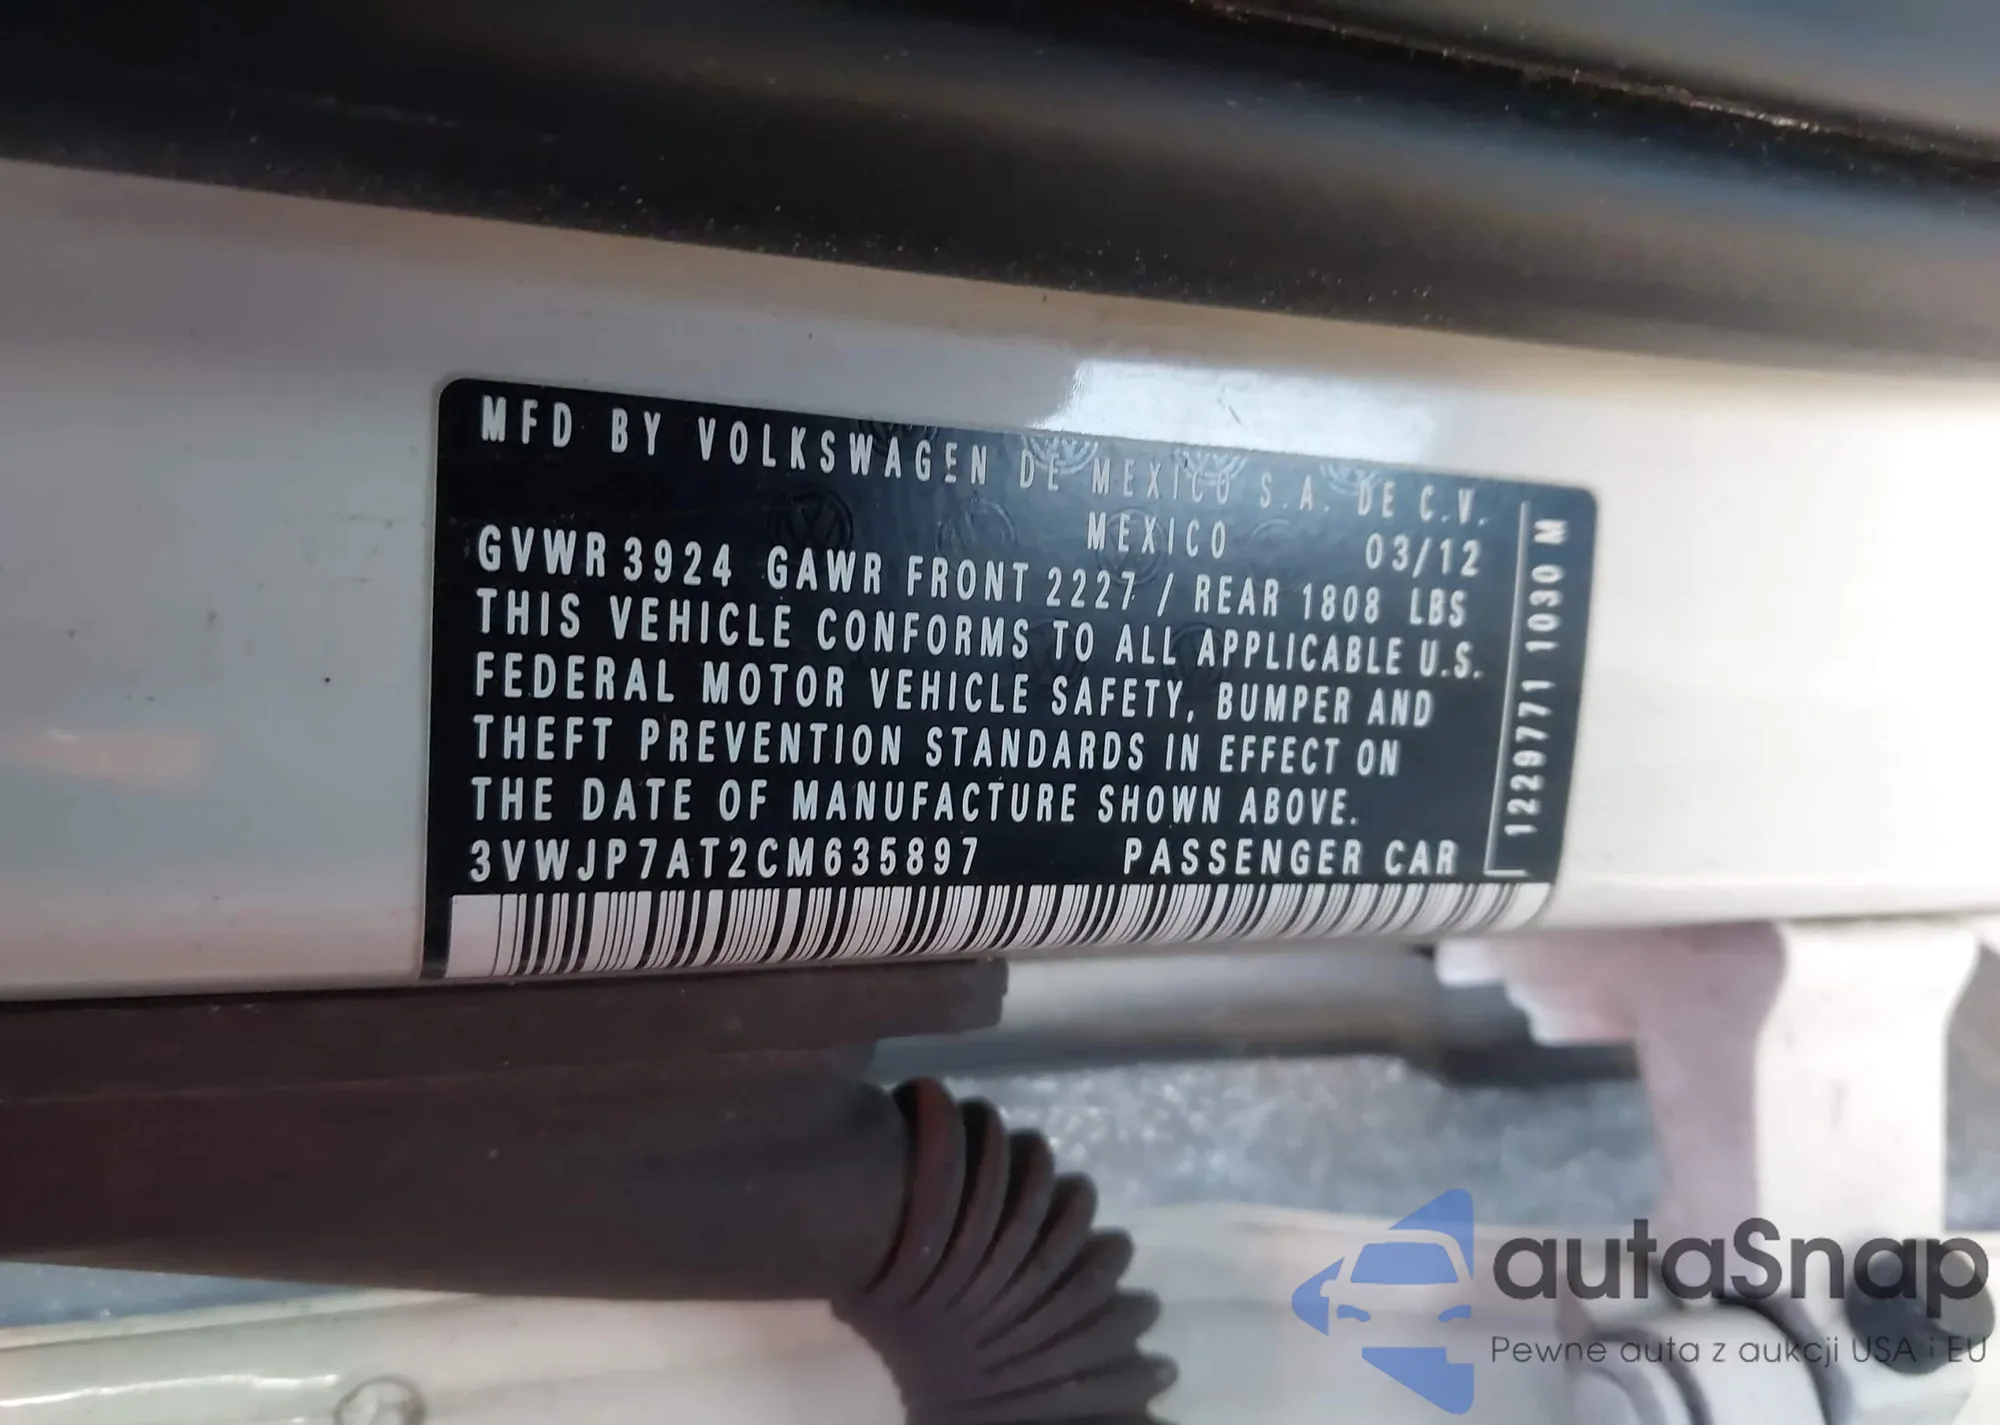 MFD BY VOLKSWAGEN DE MEXICO S.A. DE C.V.
MEXICO 03/12
GVWR 3924 GAWR FRONT 2227 / REAR 1808 LBS
THIS VEHICLE CONFORMS TO ALL APPLICABLE U.S.
FEDERAL MOTOR VEHICLE SAFETY, BUMPER AND
THEFT PREVENTION STANDARDS IN EFFECT ON
THE DATE OF MANUFACTURE SHOWN ABOVE.
3VWJP7AT2CM635897 PASSENGER CAR
1229771 1030 M
autaSnap
Pewne auta z aukcji USA i EU